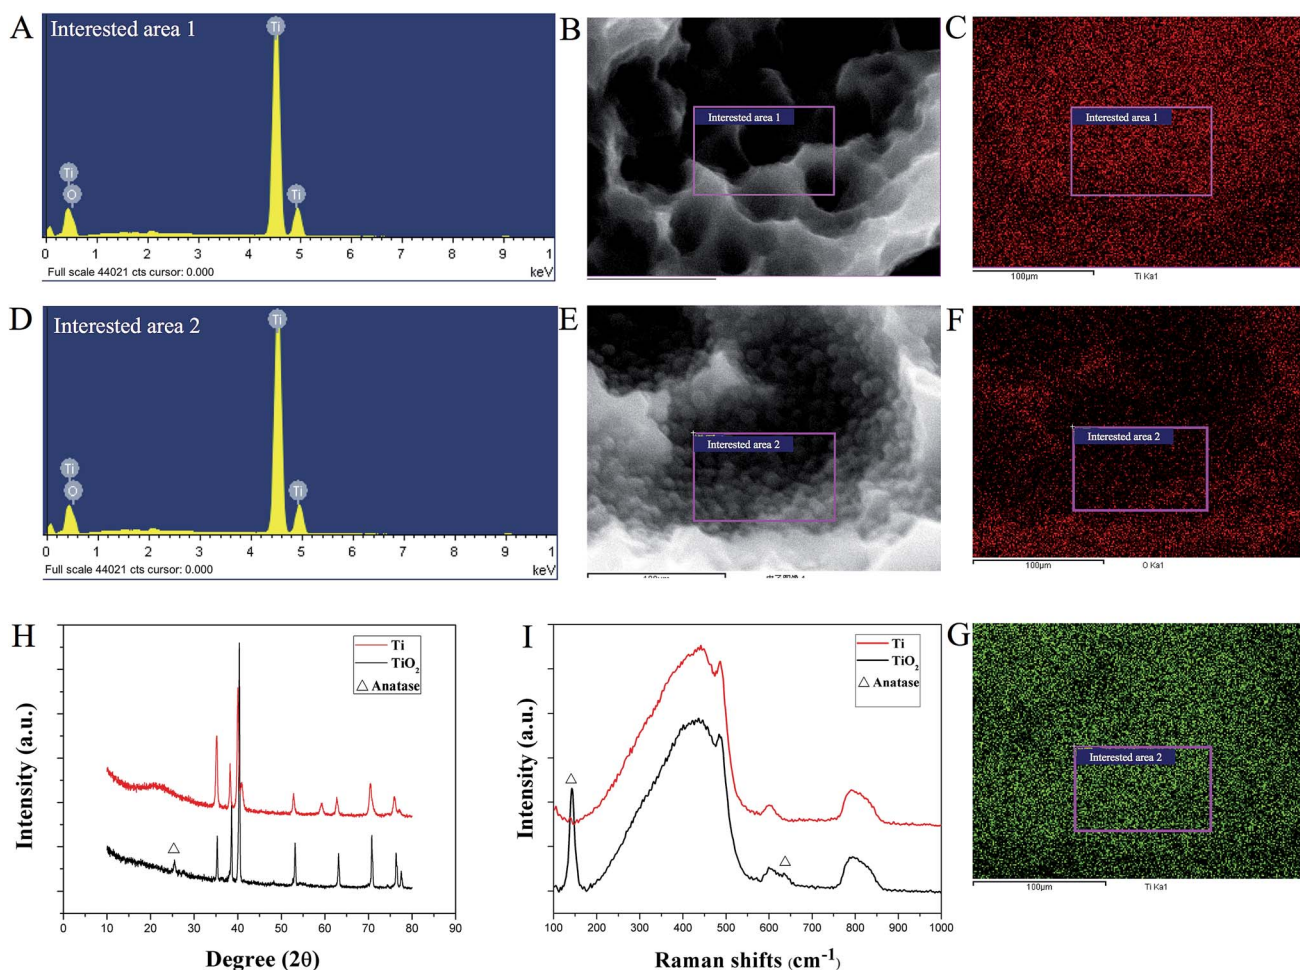 A
Interested area 1
Ti
Ti
O
Ti
0 1 2 3 4 5 6 7 8 9 1
Full scale 44021 cts cursor: 0.000
keV
B
Interested area 1
C
Interested area 1
100μm
Ti Ka1
D
Interested area 2
Ti
Ti
O
Ti
0 1 2 3 4 5 6 7 8 9 1
Full scale 44021 cts cursor: 0.000
keV
E
Interested area 2
F
Interested area 2
100μm
O Ka1
H
Intensity (a.u.)
Ti
TiO₂
△ Anatase
△
0 10 20 30 40 50 60 70 80 90
Degree (2θ)
I
Intensity (a.u.)
Ti
TiO₂
△ Anatase
△
△
100 200 300 400 500 600 700 800 900 1000
Raman shifts (cm⁻¹)
G
Interested area 2
100μm
Ti Ka1